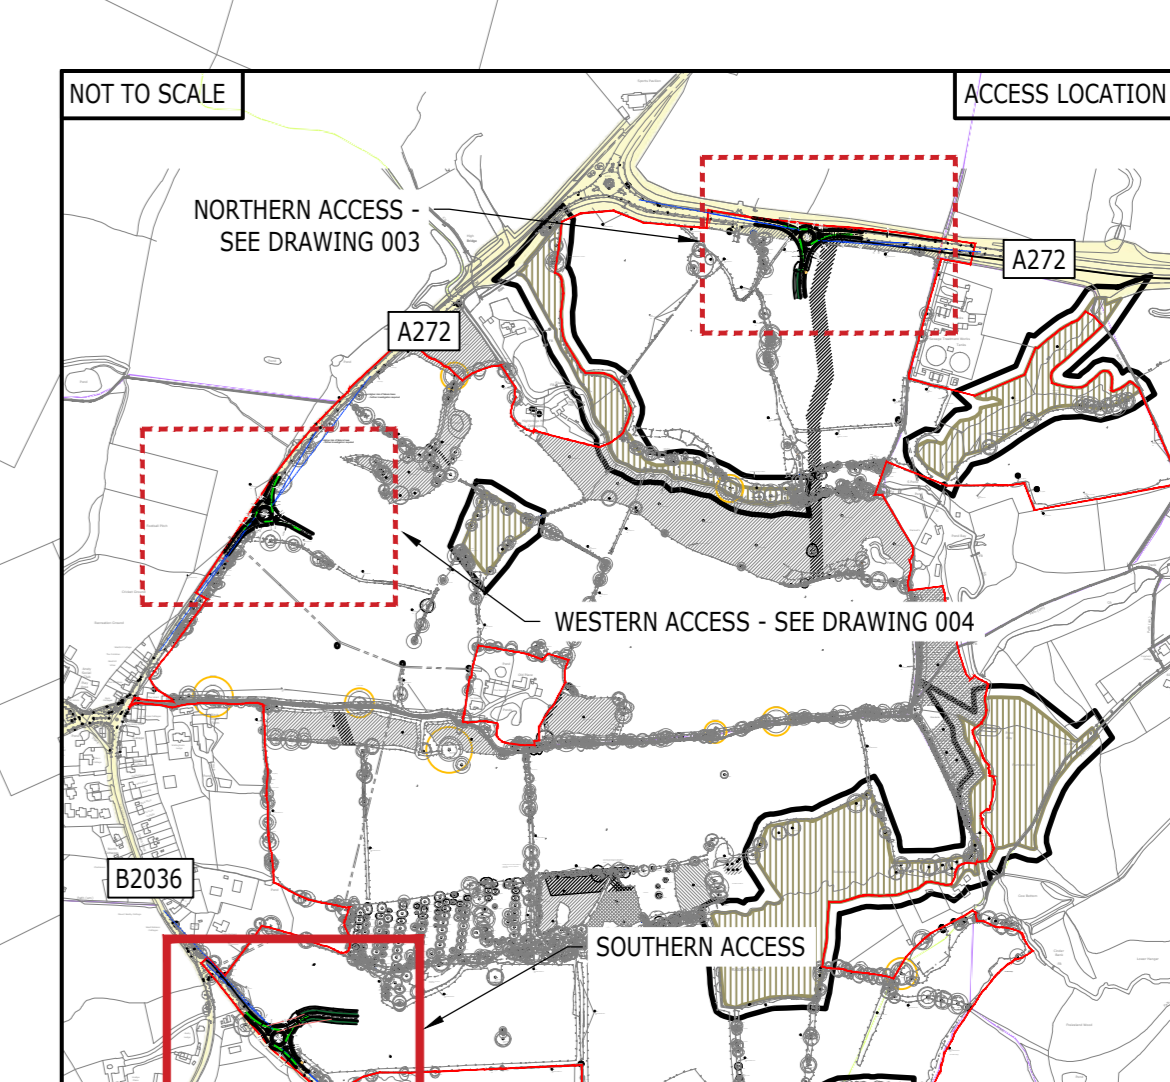 NOT TO SCALE
ACCESS LOCATION
NORTHERN ACCESS -
SEE DRAWING 003
A272
A272
WESTERN ACCESS - SEE DRAWING 004
B2036
SOUTHERN ACCESS